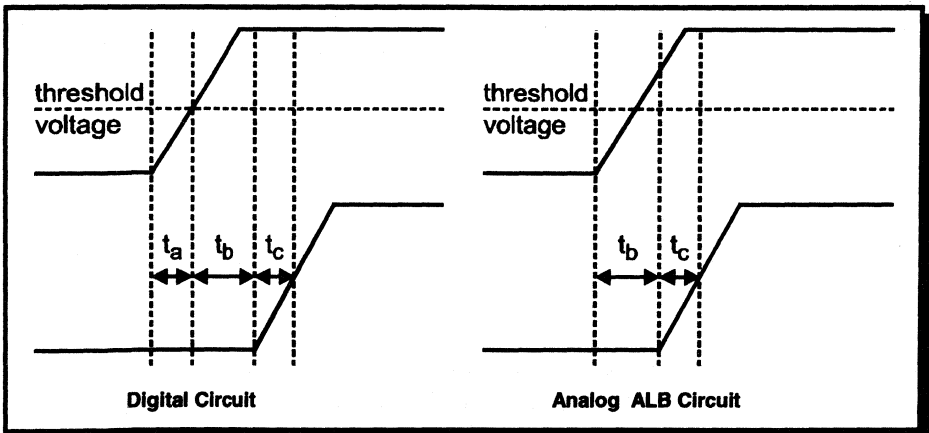 threshold
voltage
ta tb tc
Digital Circuit
threshold
voltage
tb tc
Analog ALB Circuit